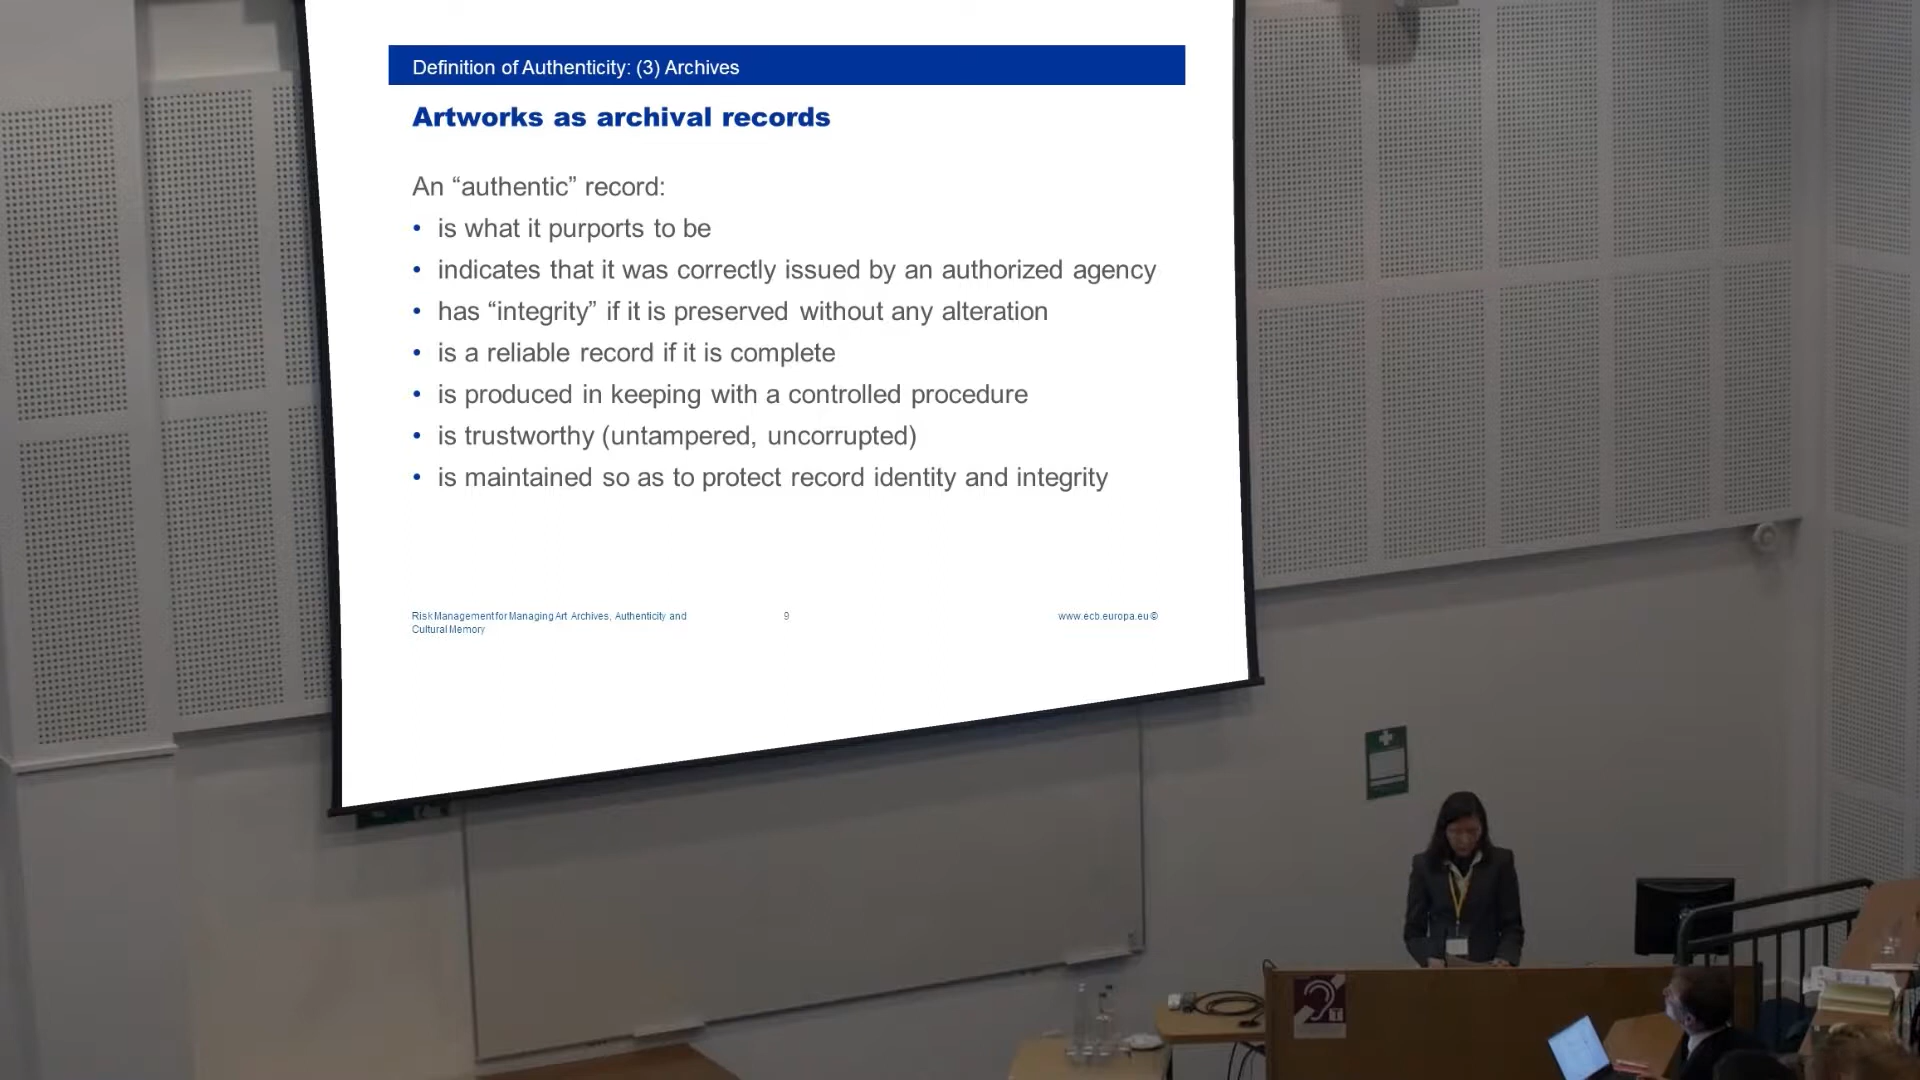 Definition of Authenticity: (3) Archives
Artworks as archival records
An “authentic” record:
• is what it purports to be
• indicates that it was correctly issued by an authorized agency
• has “integrity” if it is preserved without any alteration
• is a reliable record if it is complete
• is produced in keeping with a controlled procedure
• is trustworthy (untampered, uncorrupted)
• is maintained so as to protect record identity and integrity
Risk Management for Managing Art Archives, Authenticity and
Cultural Memory
9
www.ecb.europa.eu ©
T